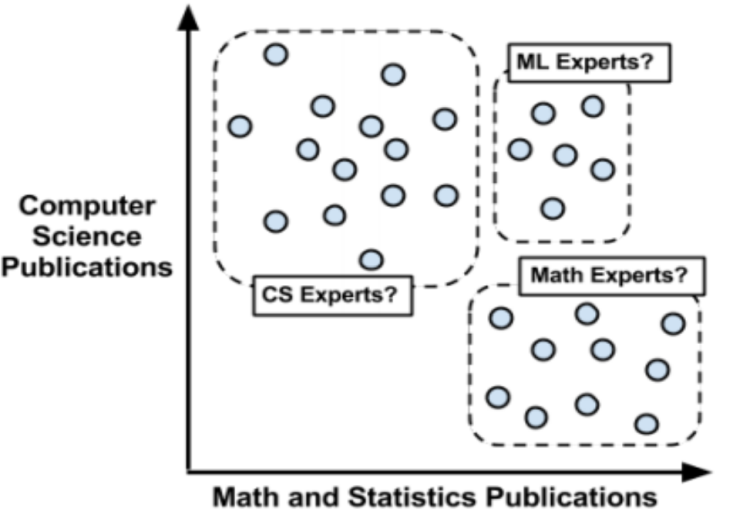 ML Experts?
Computer
Science
Publications
Math Experts?
CS Experts?
Math and Statistics Publications